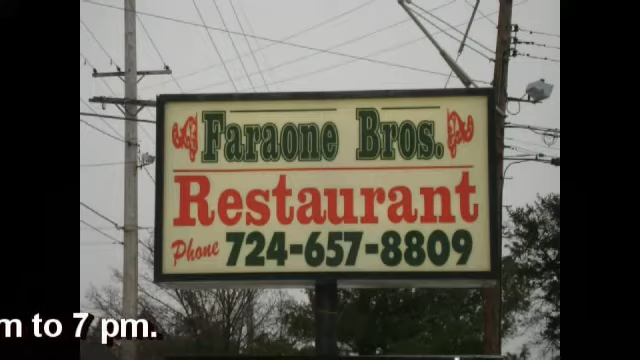 Faraone Bros.
Restaurant
Phone 724-657-8809
m to 7 pm.